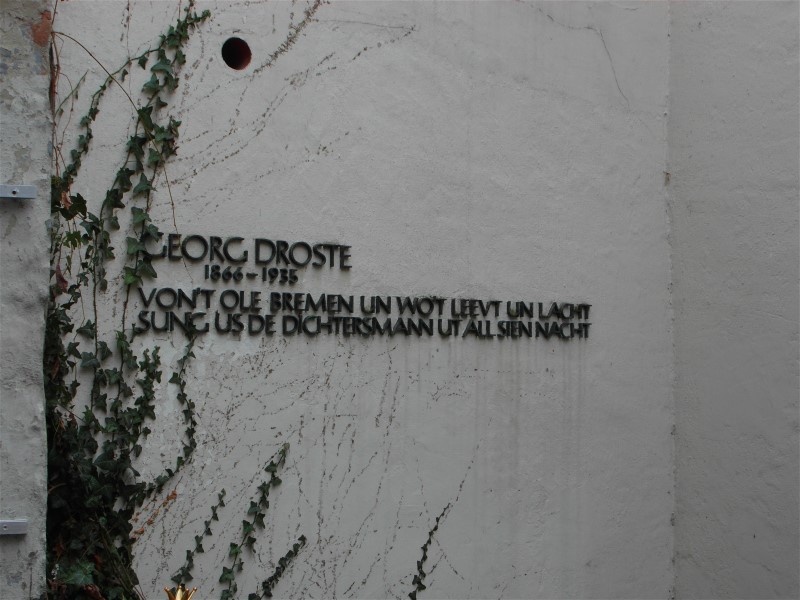 GEORG DROSTE
1866-1935
VON'T OLE BREMEN UN WO'T LEEVT UN LACHT
SUNG US DE DICHTERSMANN UT ALL SIEN NACHT